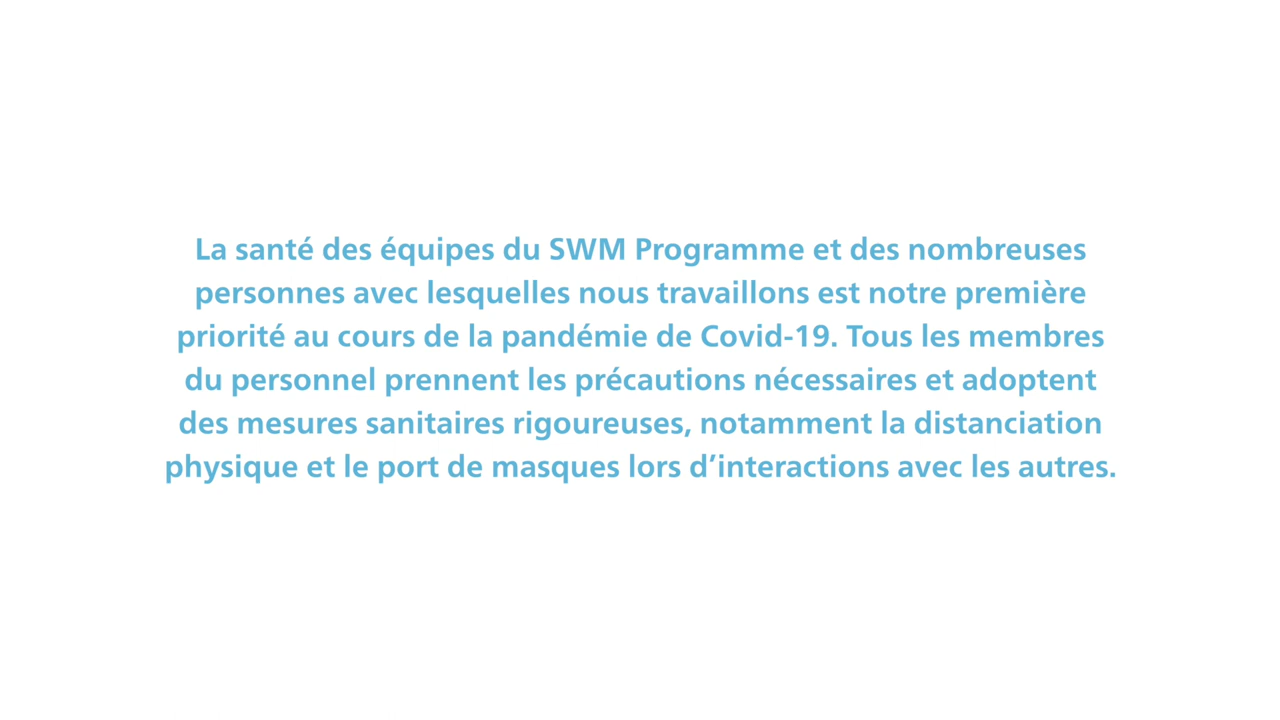 La santé des équipes du SWM Programme et des nombreuses
personnes avec lesquelles nous travaillons est notre première
priorité au cours de la pandémie de Covid-19. Tous les membres
du personnel prennent les précautions nécessaires et adoptent
des mesures sanitaires rigoureuses, notamment la distanciation
physique et le port de masques lors d’interactions avec les autres.